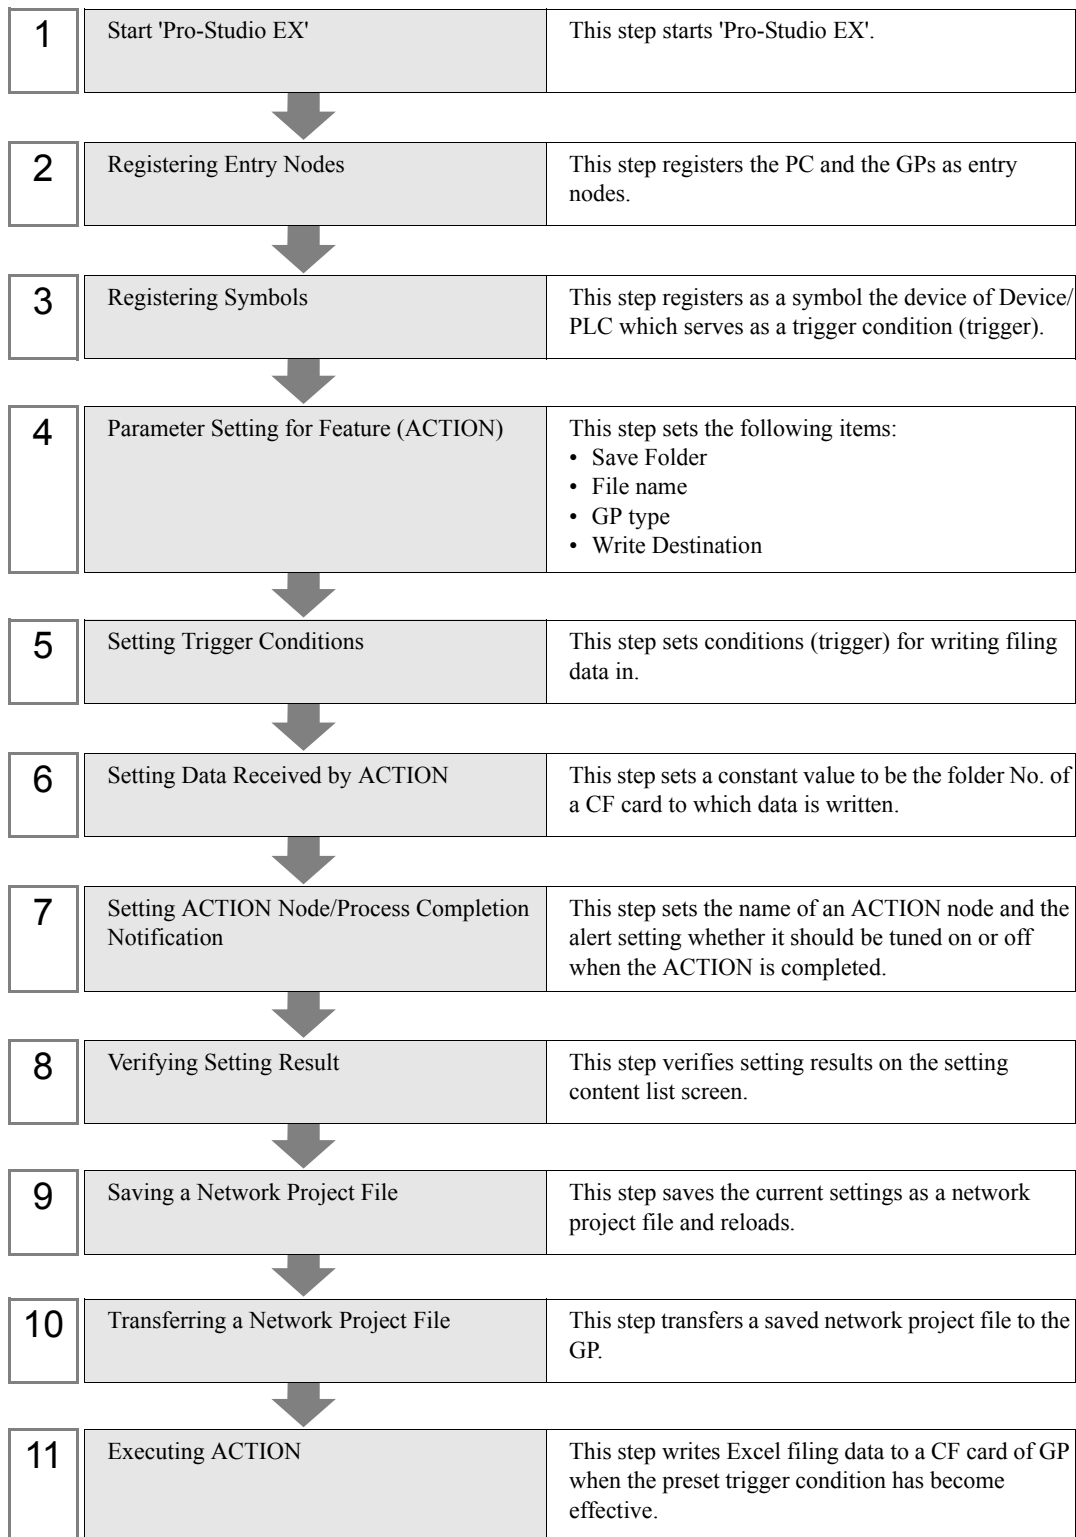 1
Start 'Pro-Studio EX'
This step starts 'Pro-Studio EX'.
2
Registering Entry Nodes
This step registers the PC and the GPs as entry
nodes.
3
Registering Symbols
This step registers as a symbol the device of Device/
PLC which serves as a trigger condition (trigger).
4
Parameter Setting for Feature (ACTION)
This step sets the following items:
• Save Folder
• File name
• GP type
• Write Destination
5
Setting Trigger Conditions
This step sets conditions (trigger) for writing filing
data in.
6
Setting Data Received by ACTION
This step sets a constant value to be the folder No. of
a CF card to which data is written.
7
Setting ACTION Node/Process Completion
Notification
This step sets the name of an ACTION node and the
alert setting whether it should be tuned on or off
when the ACTION is completed.
8
Verifying Setting Result
This step verifies setting results on the setting
content list screen.
9
Saving a Network Project File
This step saves the current settings as a network
project file and reloads.
10
Transferring a Network Project File
This step transfers a saved network project file to the
GP.
11
Executing ACTION
This step writes Excel filing data to a CF card of GP
when the preset trigger condition has become
effective.